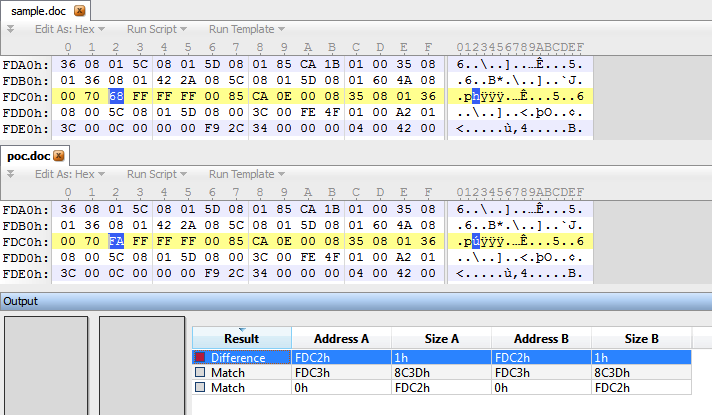 sample.doc
Edit As: Hex Run Script Run Template
0 1 2 3 4 5 6 7 8 9 A B C D E F 0123456789ABCDEF
FDA0h: 36 08 01 5C 08 01 5D 08 01 85 CA 1B 01 00 35 08 6..\..]..…Ê...5.
FDB0h: 01 36 08 01 42 2A 08 5C 08 01 5D 08 01 60 4A 08 .6..B*.\..]..`J.
FDC0h: 00 70 68 FF FF FF 00 85 CA 0E 00 08 35 08 01 36 .phÿÿÿ.…Ê...5..6
FDD0h: 08 00 5C 08 01 5D 08 00 3C 00 FE 4F 01 00 A2 01 ..\..]..<.þO..¢.
FDE0h: 3C 00 0C 00 00 00 F9 2C 34 00 00 00 04 00 42 00 <.....ù,4.....B.
poc.doc
Edit As: Hex Run Script Run Template
0 1 2 3 4 5 6 7 8 9 A B C D E F 0123456789ABCDEF
FDA0h: 36 08 01 5C 08 01 5D 08 01 85 CA 1B 01 00 35 08 6..\..]..…Ê...5.
FDB0h: 01 36 08 01 42 2A 08 5C 08 01 5D 08 01 60 4A 08 .6..B*.\..]..`J.
FDC0h: 00 70 FA FF FF FF 00 85 CA 0E 00 08 35 08 01 36 .púÿÿÿ.…Ê...5..6
FDD0h: 08 00 5C 08 01 5D 08 00 3C 00 FE 4F 01 00 A2 01 ..\..]..<.þO..¢.
FDE0h: 3C 00 0C 00 00 00 F9 2C 34 00 00 00 04 00 42 00 <.....ù,4.....B.
Output
Result Address A Size A Address B Size B
Difference FDC2h 1h FDC2h 1h
Match FDC3h 8C3Dh FDC3h 8C3Dh
Match 0h FDC2h 0h FDC2h